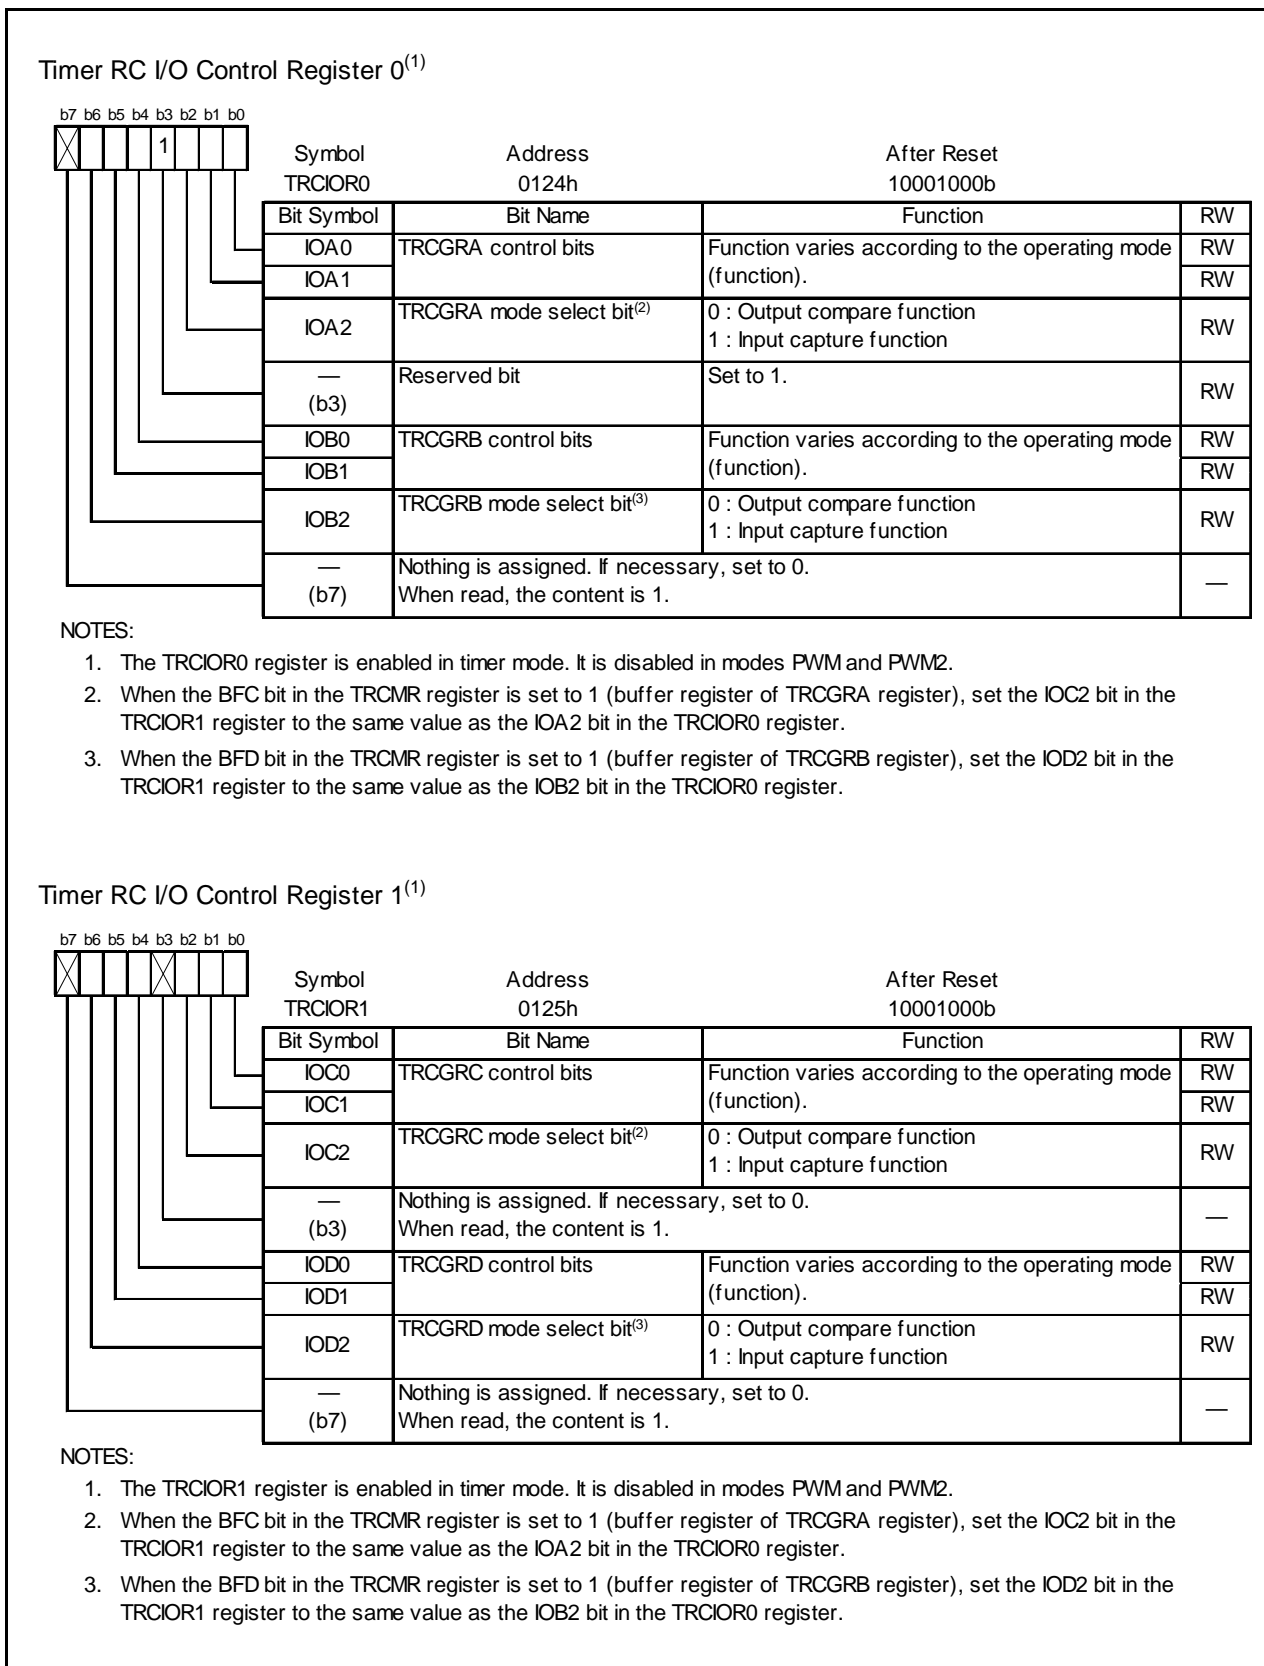 Timer RC I/O Control Register 0(1)
b7 b6 b5 b4 b3 b2 b1 b0
1
Symbol Address After Reset
TRCIOR0 0124h 10001000b
Bit Symbol Bit Name Function RW
IOA0 TRCGRA control bits Function varies according to the operating mode RW
IOA1 (function). RW
IOA2 TRCGRA mode select bit(2) 0 : Output compare function RW
1 : Input capture function
— Reserved bit Set to 1. RW
(b3)
IOB0 TRCGRB control bits Function varies according to the operating mode RW
IOB1 (function). RW
IOB2 TRCGRB mode select bit(3) 0 : Output compare function RW
1 : Input capture function
— Nothing is assigned. If necessary, set to 0. —
(b7) When read, the content is 1.
NOTES:
1. The TRCIOR0 register is enabled in timer mode. It is disabled in modes PWM and PWM2.
2. When the BFC bit in the TRCMR register is set to 1 (buffer register of TRCGRA register), set the IOC2 bit in the
TRCIOR1 register to the same value as the IOA2 bit in the TRCIOR0 register.
3. When the BFD bit in the TRCMR register is set to 1 (buffer register of TRCGRB register), set the IOD2 bit in the
TRCIOR1 register to the same value as the IOB2 bit in the TRCIOR0 register.
Timer RC I/O Control Register 1(1)
b7 b6 b5 b4 b3 b2 b1 b0
Symbol Address After Reset
TRCIOR1 0125h 10001000b
Bit Symbol Bit Name Function RW
IOC0 TRCGRC control bits Function varies according to the operating mode RW
IOC1 (function). RW
IOC2 TRCGRC mode select bit(2) 0 : Output compare function RW
1 : Input capture function
— Nothing is assigned. If necessary, set to 0. —
(b3) When read, the content is 1.
IOD0 TRCGRD control bits Function varies according to the operating mode RW
IOD1 (function). RW
IOD2 TRCGRD mode select bit(3) 0 : Output compare function RW
1 : Input capture function
— Nothing is assigned. If necessary, set to 0. —
(b7) When read, the content is 1.
NOTES:
1. The TRCIOR1 register is enabled in timer mode. It is disabled in modes PWM and PWM2.
2. When the BFC bit in the TRCMR register is set to 1 (buffer register of TRCGRA register), set the IOC2 bit in the
TRCIOR1 register to the same value as the IOA2 bit in the TRCIOR0 register.
3. When the BFD bit in the TRCMR register is set to 1 (buffer register of TRCGRB register), set the IOD2 bit in the
TRCIOR1 register to the same value as the IOB2 bit in the TRCIOR0 register.